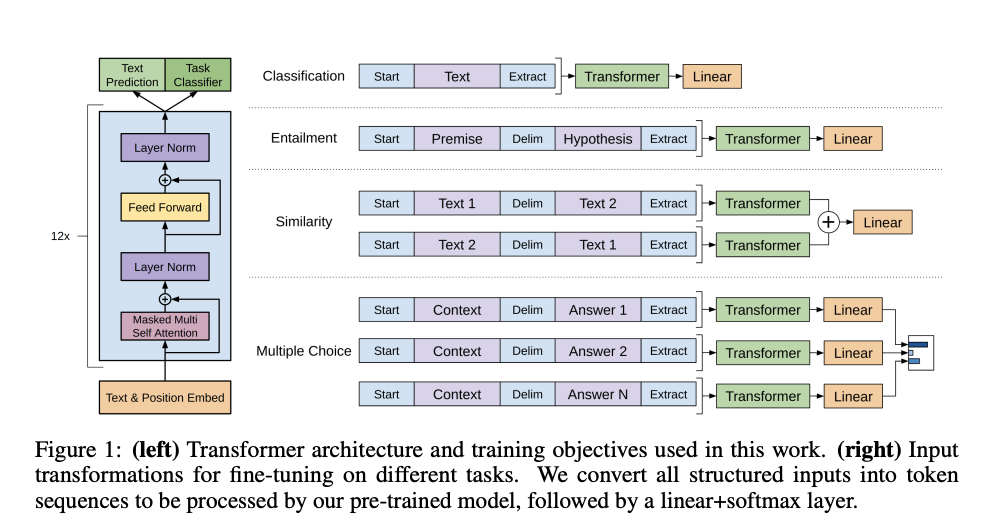 Text
Prediction
Task
Classifier
12x
Layer Norm
Feed Forward
Layer Norm
Masked Multi
Self Attention
Text & Position Embed
Classification Start Text Extract Transformer Linear
Entailment Start Premise Delim Hypothesis Extract Transformer Linear
Similarity
Start Text 1 Delim Text 2 Extract Transformer
Start Text 2 Delim Text 1 Extract Transformer
+ Linear
Multiple Choice
Start Context Delim Answer 1 Extract Transformer Linear
Start Context Delim Answer 2 Extract Transformer Linear
Start Context Delim Answer N Extract Transformer Linear
Figure 1: (left) Transformer architecture and training objectives used in this work. (right) Input
transformations for fine-tuning on different tasks. We convert all structured inputs into token
sequences to be processed by our pre-trained model, followed by a linear+softmax layer.